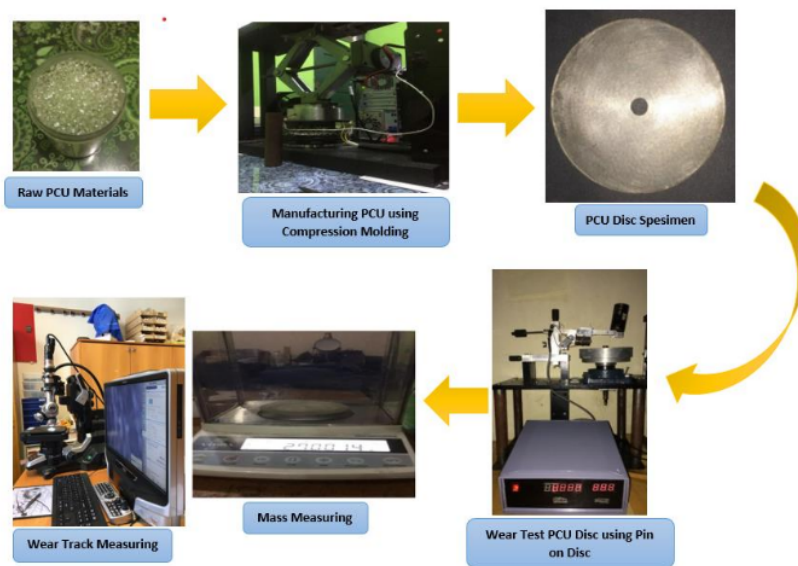 Raw PCU Materials
Manufacturing PCU using
Compression Molding
PCU Disc Spesimen
Wear Track Measuring
Mass Measuring
Wear Test PCU Disc using Pin
on Disc